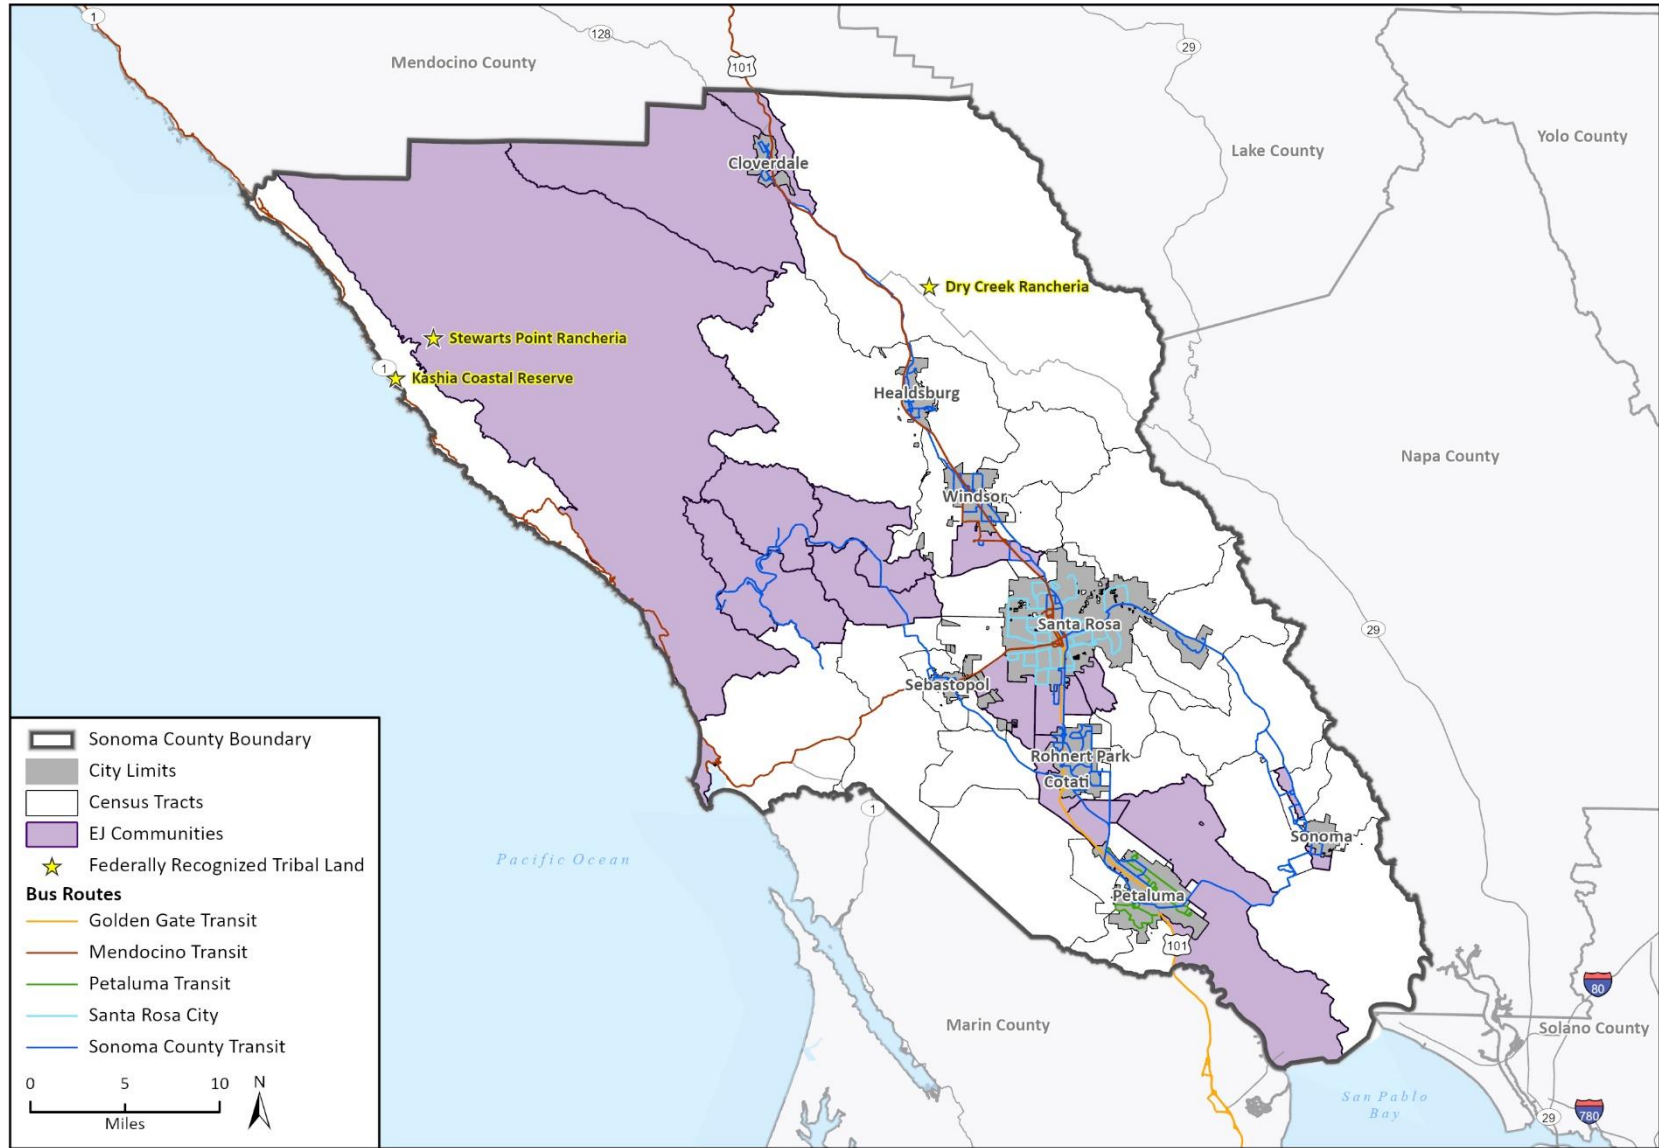 1
128
101
29
Mendocino County
Lake County
Yolo County
Cloverdale
Dry Creek Rancheria
Stewarts Point Rancheria
1
Kashia Coastal Reserve
Healdsburg
Napa County
Windsor
Santa Rosa
29
Sebastopol
Rohnert Park
Cotati
1
Sonoma
Pacific Ocean
Petaluma
101
80
Marin County
Solano County
San Pablo
Bay
29
780
Sonoma County Boundary
City Limits
Census Tracts
EJ Communities
Federally Recognized Tribal Land
Bus Routes
Golden Gate Transit
Mendocino Transit
Petaluma Transit
Santa Rosa City
Sonoma County Transit
0 5 10 N
Miles